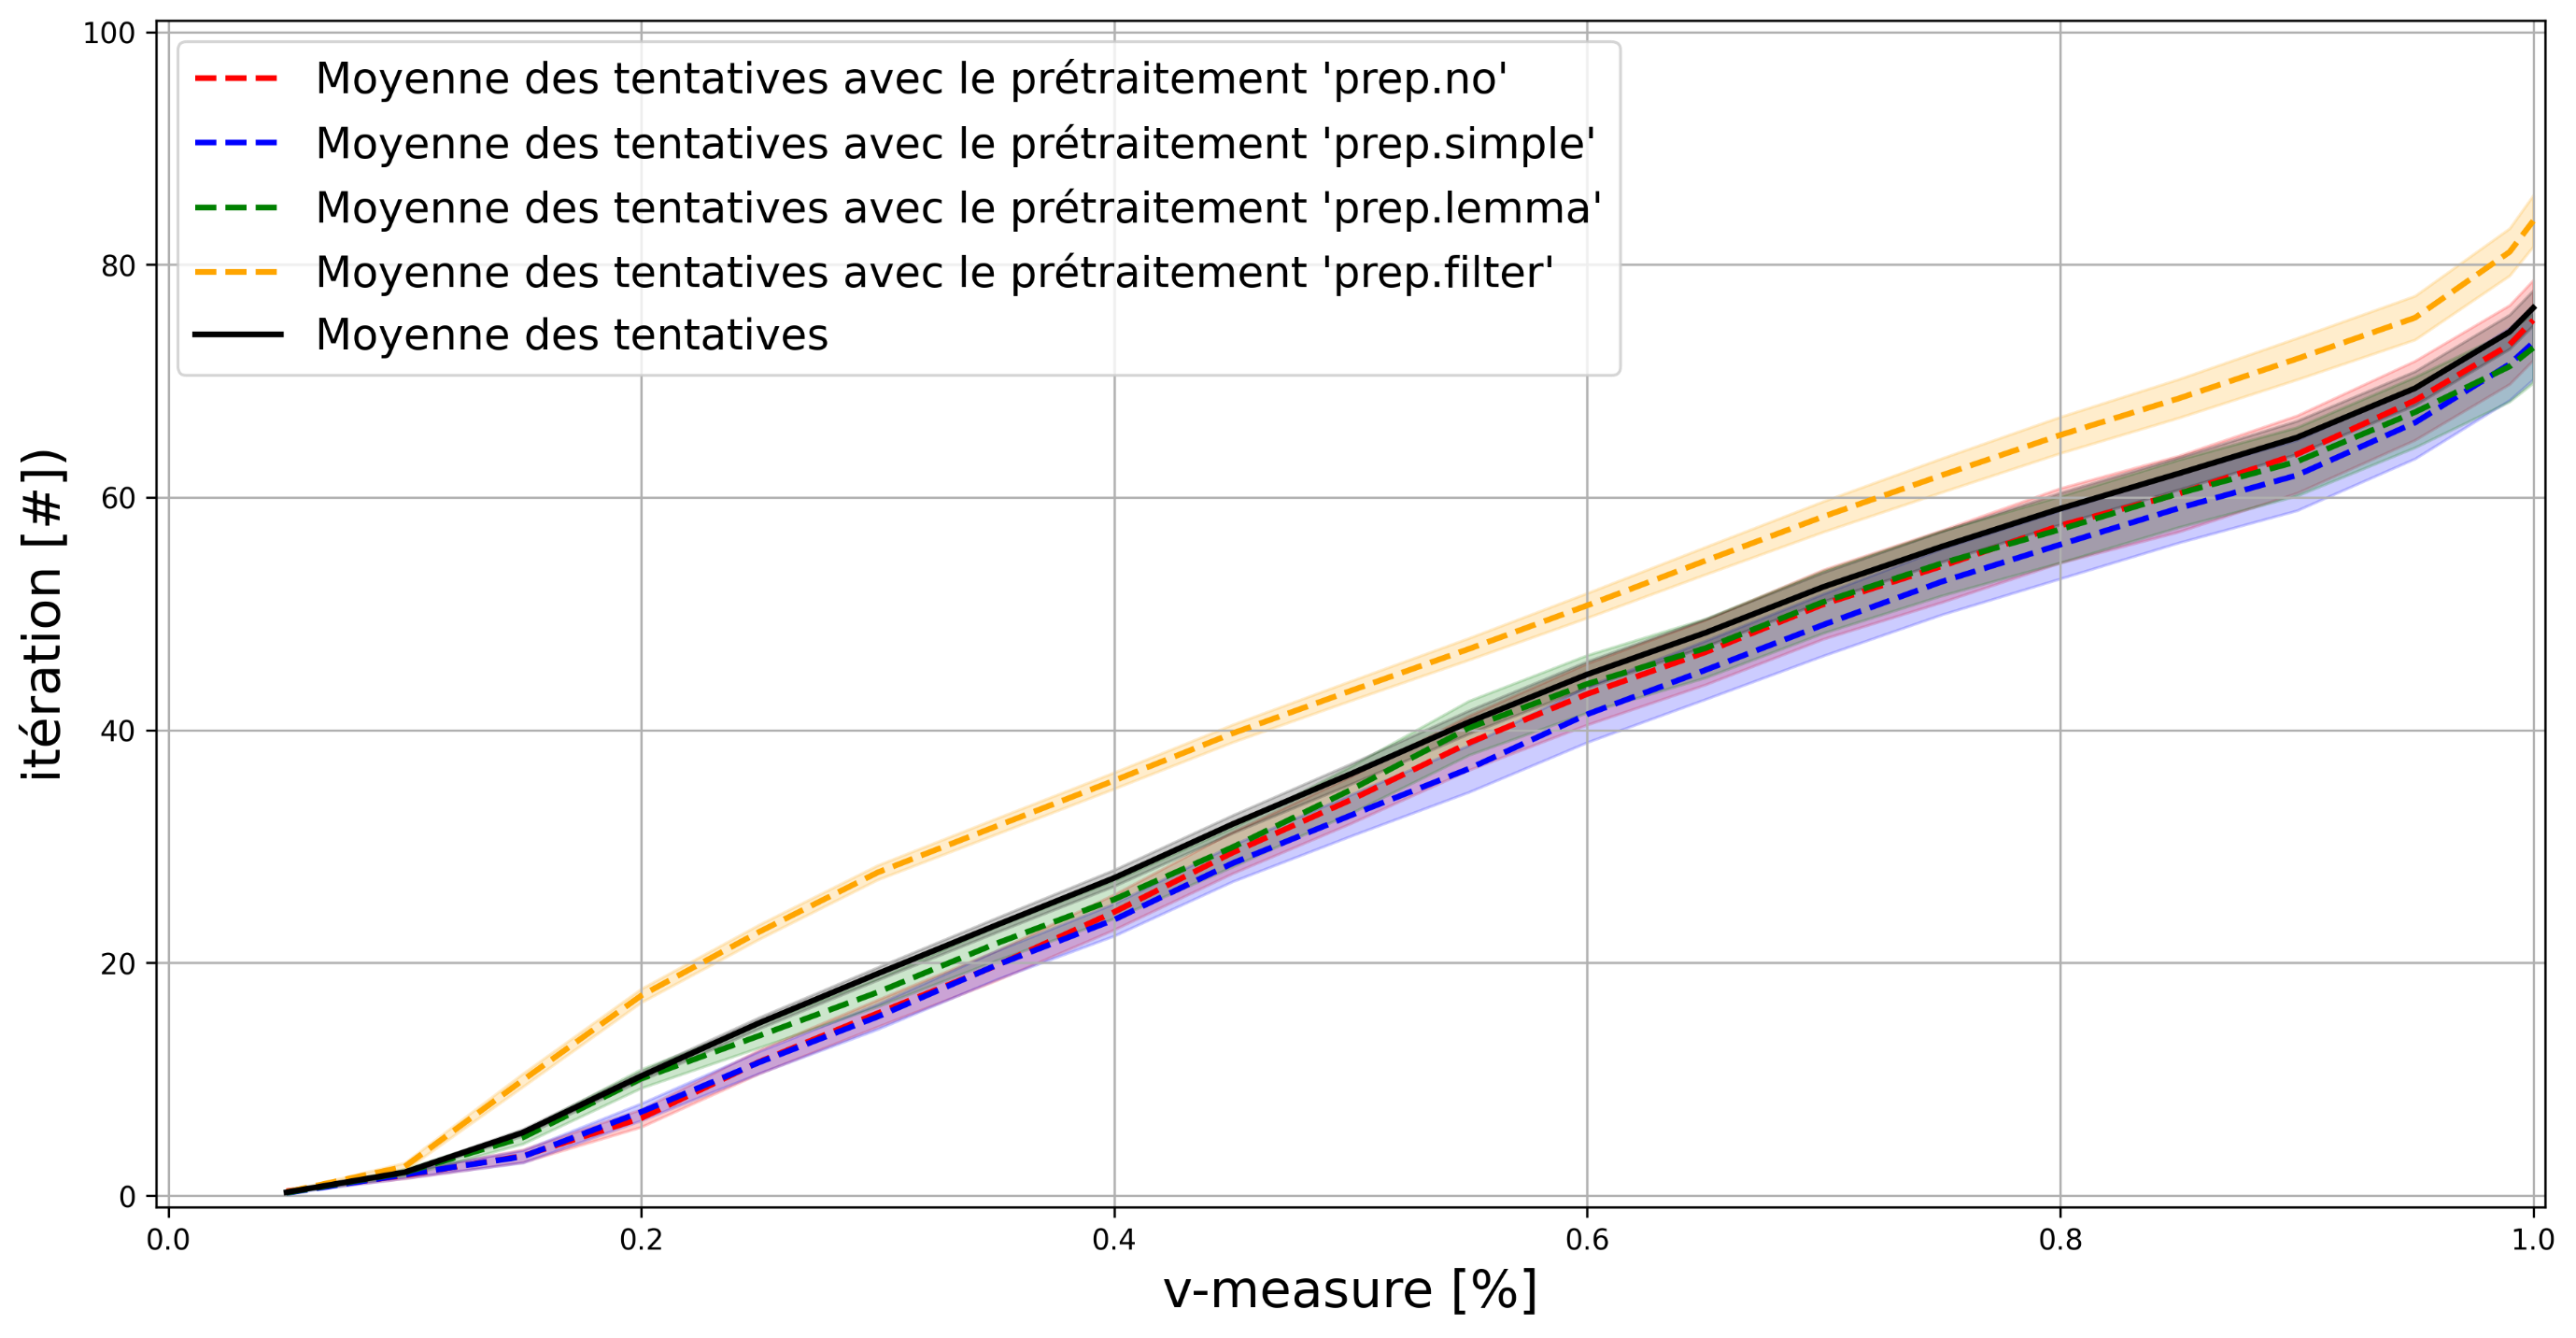 Moyenne des tentatives avec le prétraitement 'prep.no'
Moyenne des tentatives avec le prétraitement 'prep.simple'
Moyenne des tentatives avec le prétraitement 'prep.lemma'
Moyenne des tentatives avec le prétraitement 'prep.filter'
Moyenne des tentatives
itération [#])
100
80
60
40
20
0
0.0 0.2 0.4 0.6 0.8 1.0
v-measure [%]